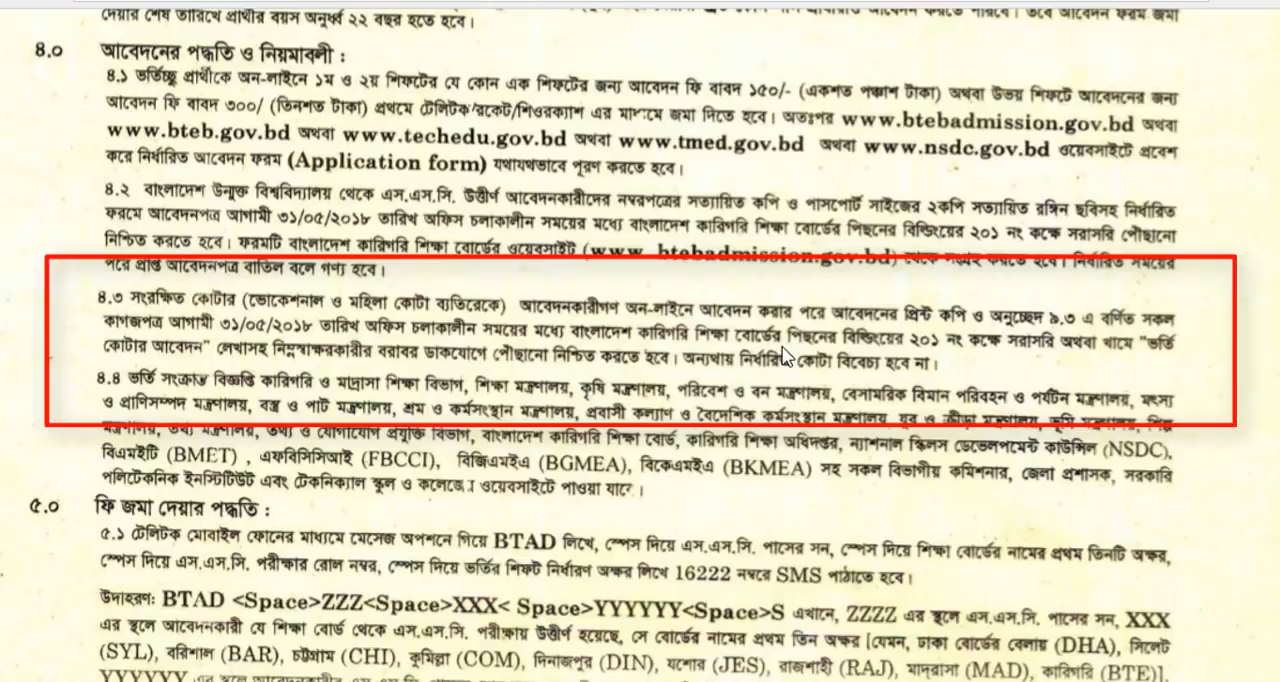 দেয়ার শেষ তারিখে প্রার্থীর বয়স অনুর্ধ্ব ২২ বছর হতে হবে।
৪.০ আবেদনের পদ্ধতি ও নিয়মাবলী :
৪.১ ভর্তিচ্ছু প্রার্থীকে অন-লাইনে ১ম ও ২য় শিফটের যে কোন এক শিফটের জন্য আবেদন ফি বাবদ ১৫০/- (একশত পঞ্চাশ টাকা) অথবা উভয় শিফটে আবেদনের জন্য
আবেদন ফি বাবদ ৩০০/ (তিনশত টাকা) প্রথমে টেলিটক/রকেট/শিওরক্যাশ এর মাধ্যমে জমা দিতে হবে। অতঃপর www.btebadmission.gov.bd অথবা
www.bteb.gov.bd অথবা www.techedu.gov.bd অথবা www.tmed.gov.bd অথবা www.nsdc.gov.bd ওয়েবসাইটে প্রবেশ
করে নির্ধারিত আবেদন ফরম (Application form) যথাযথভাবে পূরণ করতে হবে।
৪.২ বাংলাদেশ উন্মুক্ত বিশ্ববিদ্যালয় থেকে এস.এস.সি. উত্তীর্ণ আবেদনকারীদের নম্বরপত্রের সত্যায়িত কপি ও পাসপোর্ট সাইজের ২কপি সত্যায়িত রঙ্গিন ছবিসহ নির্ধারিত
ফরমে আবেদনপত্র আগামী ৩১/০৫/২০১৮ তারিখ অফিস চলাকালীন সময়ের মধ্যে বাংলাদেশ কারিগরি শিক্ষা বোর্ডের পিছনের বিল্ডিংয়ের ২০১ নং কক্ষে সরাসরি পৌছানো
নিশ্চিত করতে হবে। ফরমটি বাংলাদেশ কারিগরি শিক্ষা বোর্ডের ওয়েবসাইট (www. btebadmission.gov.bd) থেকে সংগ্রহ করতে হবে। নির্ধারিত সময়ের
পরে প্রাপ্ত আবেদনপত্র বাতিল বলে গণ্য হবে।
৪.৩ সংরক্ষিত কোটার (ভোকেশনাল ও মহিলা কোটা ব্যতিরেকে) আবেদনকারীগণ অন-লাইনে আবেদন করার পরে আবেদনের প্রিন্ট কপি ও অনুচ্ছেদ ৯.৩ এ বর্ণিত সকল
কাগজপত্র আগামী ৩১/০৫/২০১৮ তারিখ অফিস চলাকালীন সময়ের মধ্যে বাংলাদেশ কারিগরি শিক্ষা বোর্ডের পিছনের বিল্ডিংয়ের ২০১ নং কক্ষে সরাসরি অথবা খামে "ভর্তি
কোটার আবেদন" লেখাসহ নিম্নস্বাক্ষরকারীর বরাবর ডাকযোগে পৌছানো নিশ্চিত করতে হবে। অন্যথায় নির্ধারিত কোটা বিবেচ্য হবে না।
৪.৪ ভর্তি সংক্রান্ত বিজ্ঞপ্তি কারিগরি ও মাদ্রাসা শিক্ষা বিভাগ, শিক্ষা মন্ত্রণালয়, কৃষি মন্ত্রণালয়, পরিবেশ ও বন মন্ত্রণালয়, বেসামরিক বিমান পরিবহন ও পর্যটন মন্ত্রণালয়, মৎস্য
ও প্রাণিসম্পদ মন্ত্রণালয়, বস্ত্র ও পাট মন্ত্রণালয়, শ্রম ও কর্মসংস্থান মন্ত্রণালয়, প্রবাসী কল্যাণ ও বৈদেশিক কর্মসংস্থান মন্ত্রণালয়, যুব ও ক্রীড়া মন্ত্রণালয়, ভূমি মন্ত্রণালয়, শিল্প
মন্ত্রণালয়, তথ্য মন্ত্রণালয়, তথ্য ও যোগাযোগ প্রযুক্তি বিভাগ, বাংলাদেশ কারিগরি শিক্ষা বোর্ড, কারিগরি শিক্ষা অধিদপ্তর, ন্যাশনাল স্কিলস ডেভেলপমেন্ট কাউন্সিল (NSDC),
বিএমইটি (BMET) , এফবিসিসিআই (FBCCI), বিজিএমইএ (BGMEA), বিকেএমইএ (BKMEA) সহ সকল বিভাগীয় কমিশনার, জেলা প্রশাসক, সরকারি
পলিটেকনিক ইনস্টিটিউট এবং টেকনিক্যাল স্কুল ও কলেজের ওয়েবসাইটে পাওয়া যাবে।
৫.০ ফি জমা দেয়ার পদ্ধতি :
৫.১ টেলিটক মোবাইল ফোনের মাধ্যমে মেসেজ অপশনে গিয়ে BTAD লিখে, স্পেস দিয়ে এস.এস.সি. পাসের সন, স্পেস দিয়ে শিক্ষা বোর্ডের নামের প্রথম তিনটি অক্ষর,
স্পেস দিয়ে এস.এস.সি. পরীক্ষার রোল নম্বর, স্পেস দিয়ে ভর্তির শিফট নির্ধারণ অক্ষর লিখে 16222 নম্বরে SMS পাঠাতে হবে।
উদাহরণ: BTAD <Space>ZZZ<Space>XXX< Space>YYYYYY<Space>S এখানে, ZZZZ এর স্থলে এস.এস.সি. পাসের সন, XXX
এর স্থলে আবেদনকারী যে শিক্ষা বোর্ড থেকে এস.এস.সি. পরীক্ষায় উত্তীর্ণ হয়েছে, সে বোর্ডের নামের প্রথম তিন অক্ষর [যেমন, ঢাকা বোর্ডের বেলায় (DHA), সিলেট
(SYL), বরিশাল (BAR), চট্টগ্রাম (CHI), কুমিল্লা (COM), দিনাজপুর (DIN), যশোর (JES), রাজশাহী (RAJ), মাদ্রাসা (MAD), কারিগরি (BTE)],
YYYYYY এর স্থলে আবেদনকারীর